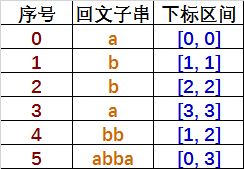 序号 回文子串 下标区间
0 a [0, 0]
1 b [1, 1]
2 b [2, 2]
3 a [3, 3]
4 bb [1, 2]
5 abba [0, 3]